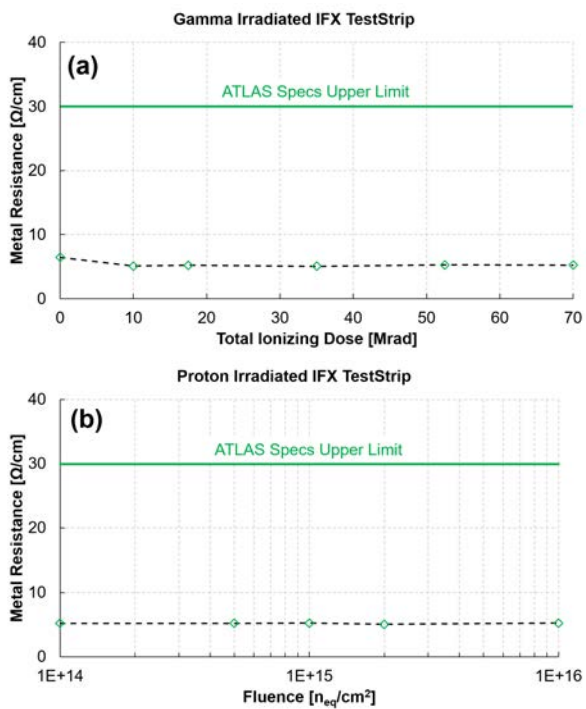 Gamma Irradiated IFX TestStrip
(a)
ATLAS Specs Upper Limit
Metal Resistance [Ω/cm]
40
30
20
10
0
0 10 20 30 40 50 60 70
Total Ionizing Dose [Mrad]
Proton Irradiated IFX TestStrip
(b)
ATLAS Specs Upper Limit
Metal Resistance [Ω/cm]
40
30
20
10
0
1E+14 1E+15 1E+16
Fluence [n_eq/cm²]